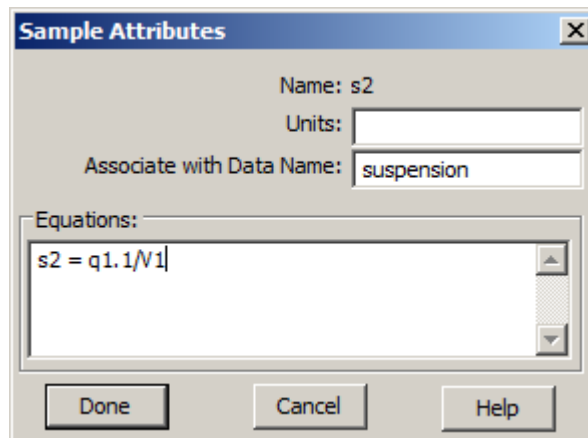 Sample Attributes
Name: s2
Units:
Associate with Data Name: suspension
Equations:
s2 = q1.1/V1
Done Cancel Help